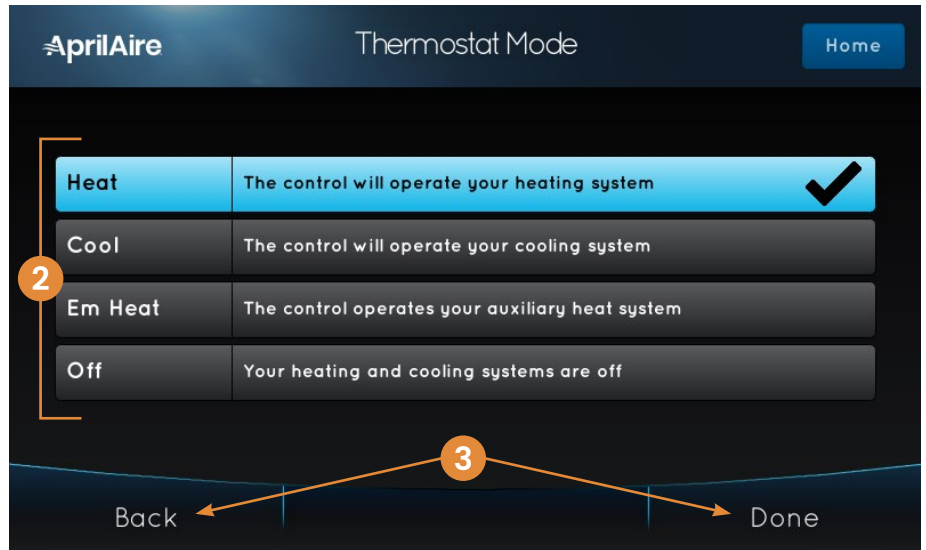 AprilAire Thermostat Mode Home
Heat The control will operate your heating system
Cool The control will operate your cooling system
2
Em Heat The control operates your auxiliary heat system
Off Your heating and cooling systems are off
3
Back Done